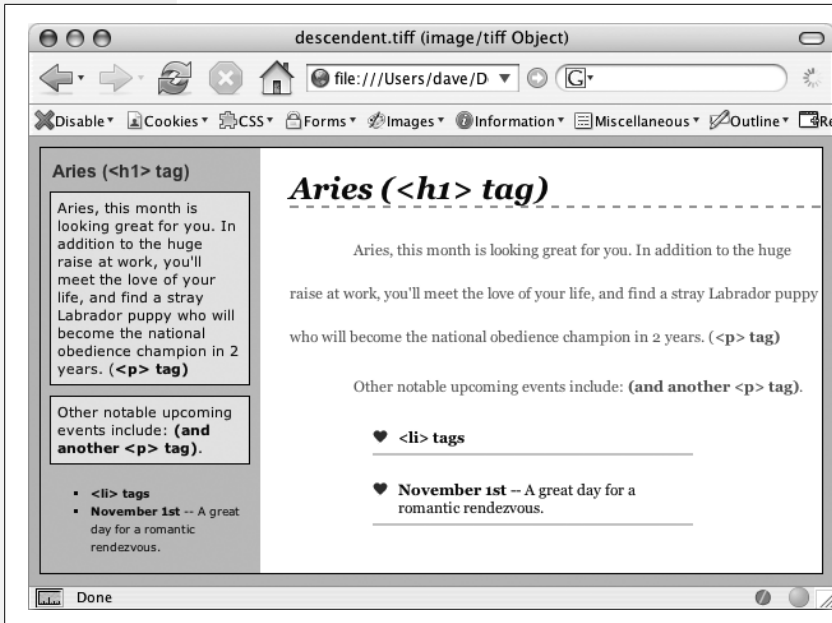 descendent.tiff (image/tiff Object)
file:///Users/dave/D
G
Disable Cookies CSS Forms Images Information Miscellaneous Outline Re
Aries (<h1> tag)
Aries, this month is
looking great for you. In
addition to the huge
raise at work, you'll
meet the love of your
life, and find a stray
Labrador puppy who will
become the national
obedience champion in 2
years. (<p> tag)
Other notable upcoming
events include: (and
another <p> tag).
<li> tags
November 1st -- A great
day for a romantic
rendezvous.
Aries (<h1> tag)
Aries, this month is looking great for you. In addition to the huge
raise at work, you'll meet the love of your life, and find a stray Labrador puppy
who will become the national obedience champion in 2 years. (<p> tag)
Other notable upcoming events include: (and another <p> tag).
<li> tags
November 1st -- A great day for a
romantic rendezvous.
Done